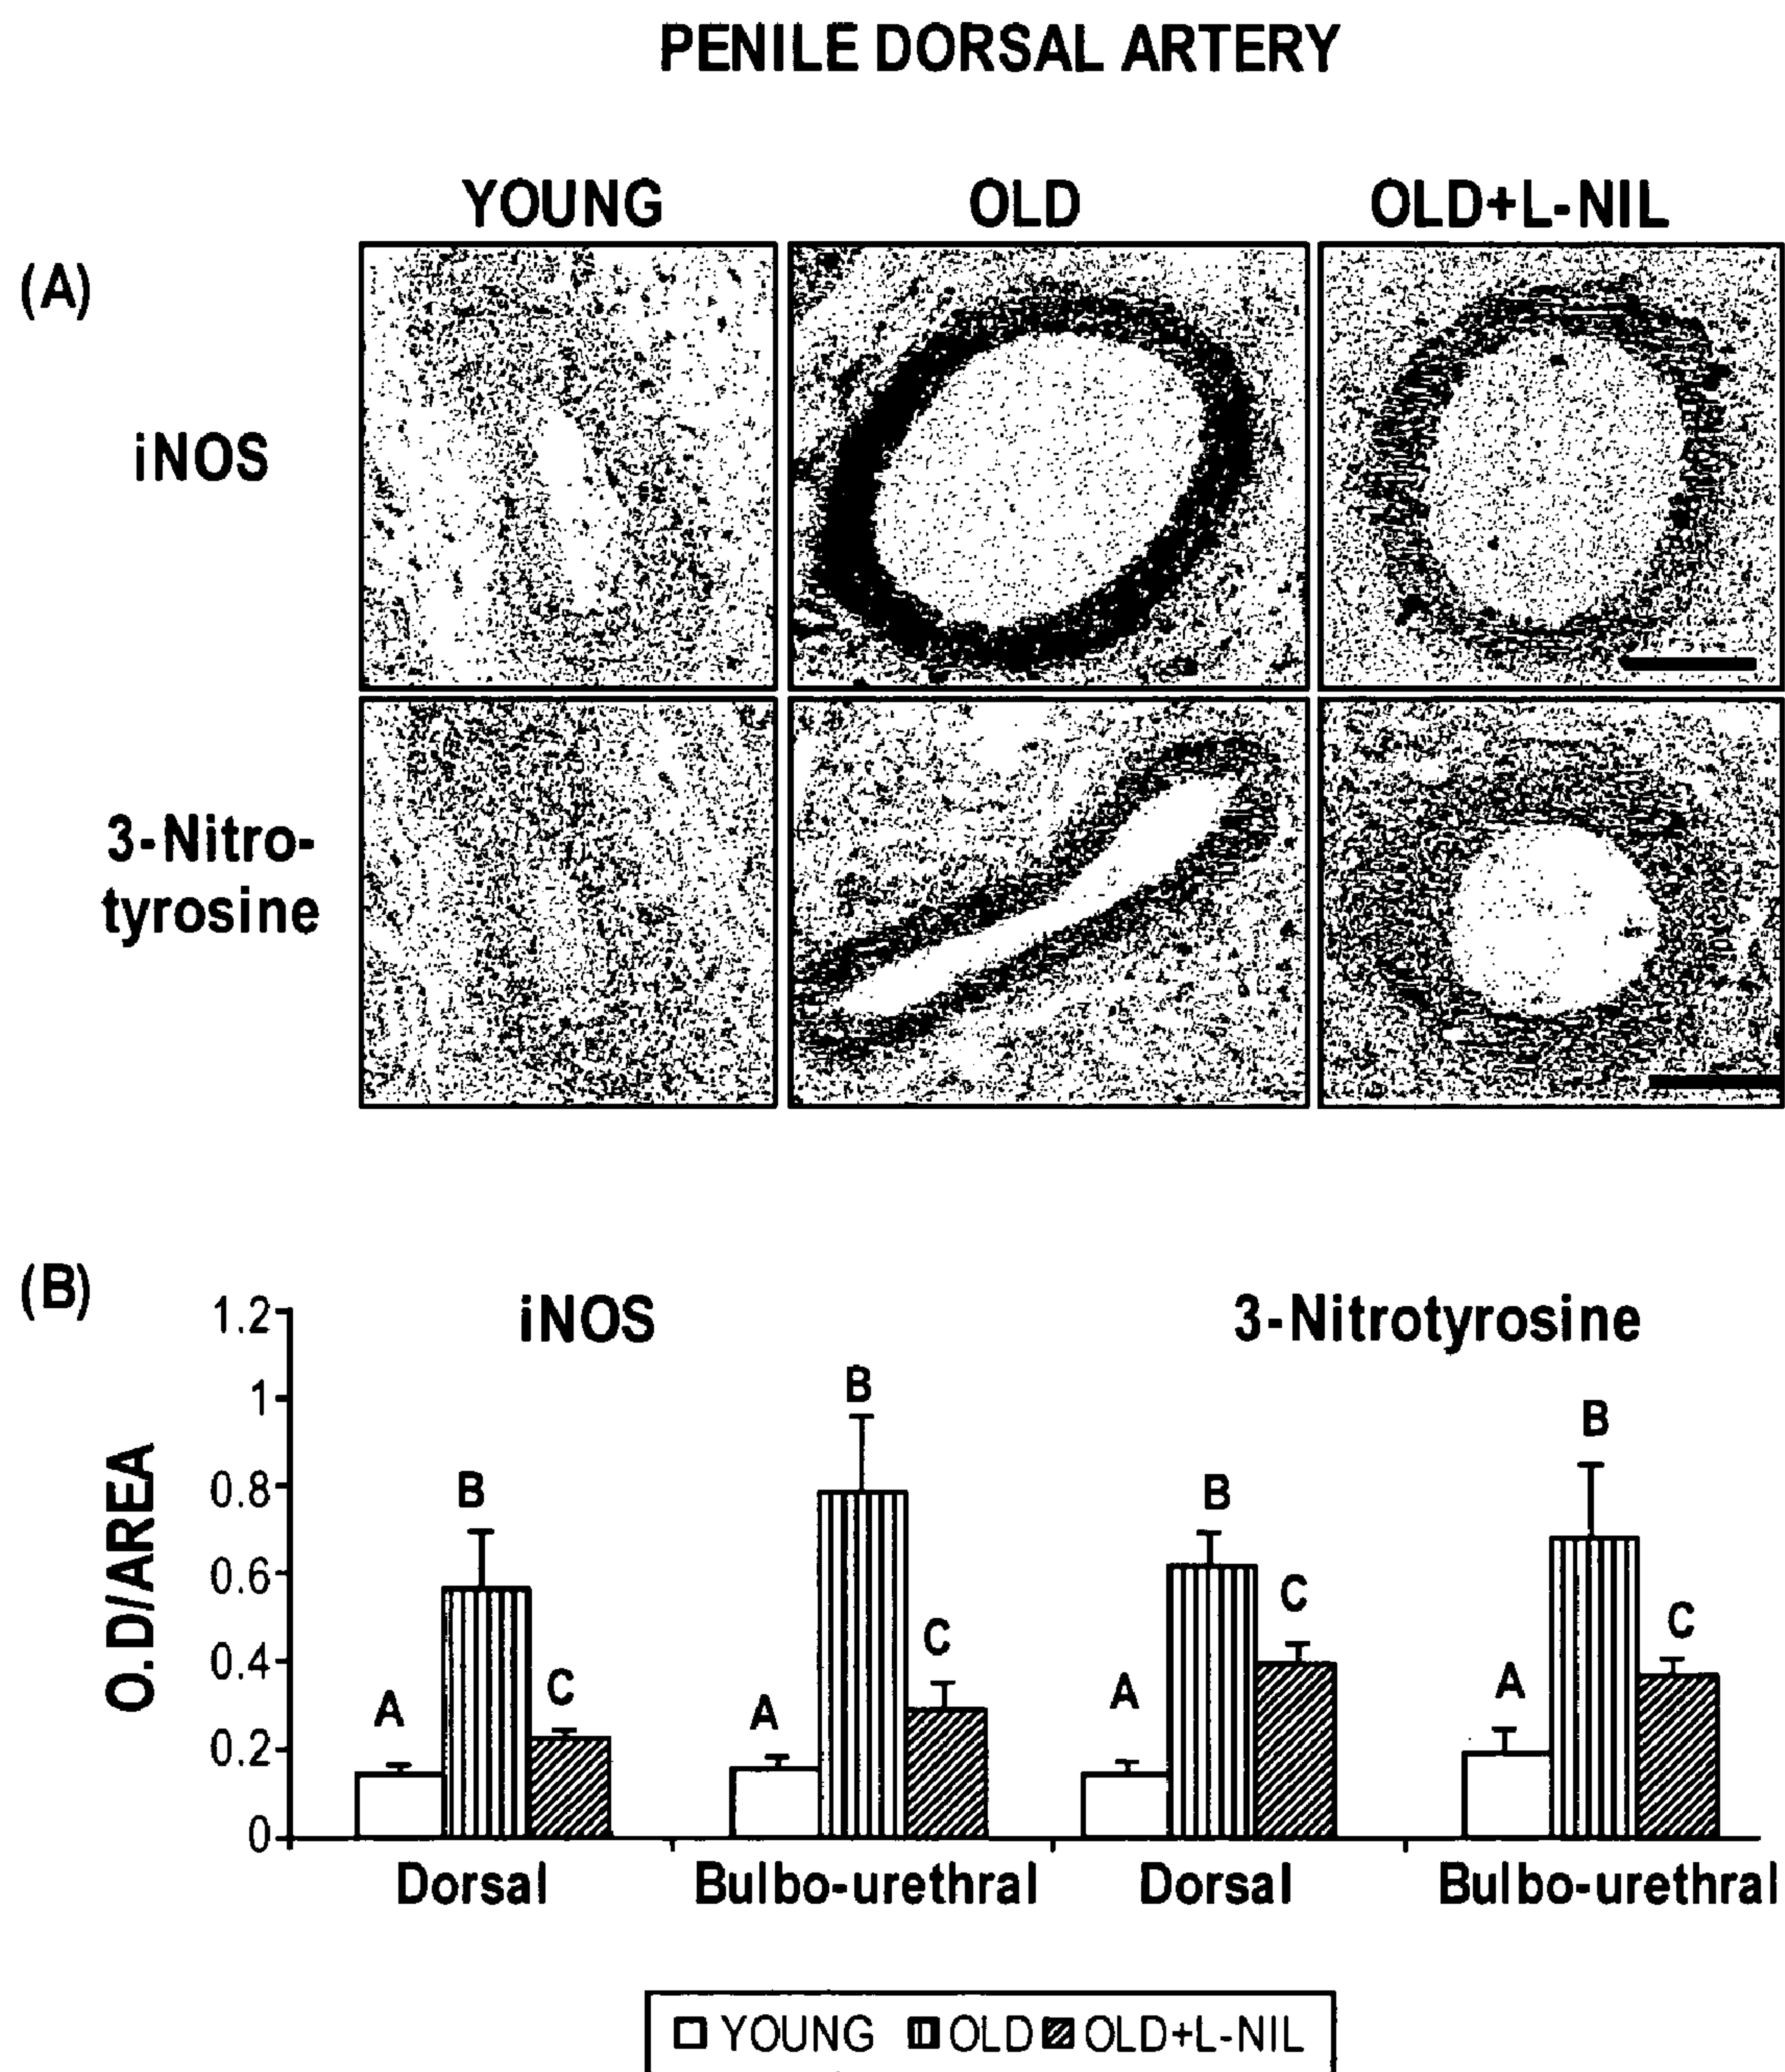 PENILE DORSAL ARTERY
YOUNG OLD OLD+L-NIL
(A)
iNOS
3-Nitro-
tyrosine
(B)
iNOS 3-Nitrotyrosine
1.2
1
0.8
0.6
0.4
0.2
0
O.D/AREA
A B C A B C A B C A B C
Dorsal Bulbo-urethral Dorsal Bulbo-urethral
YOUNG OLD OLD+L-NIL